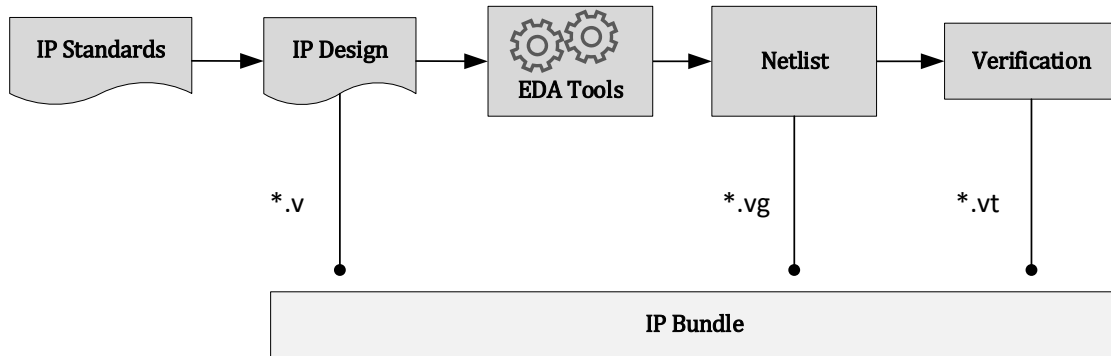 IP Standards
IP Design
EDA Tools
Netlist
Verification
*.v
*.vg
*.vt
IP Bundle